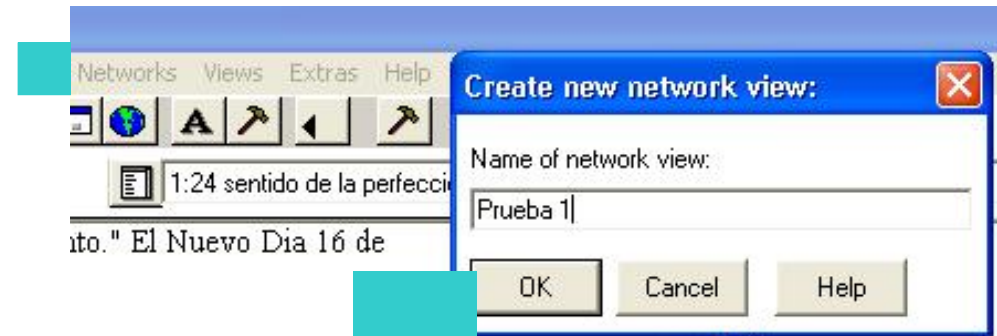 Networks Views Extras Help
Create new network view:
A
Name of network view:
1:24 sentido de la perfecci
Prueba 1
nto." El Nuevo Dia 16 de
OK Cancel Help